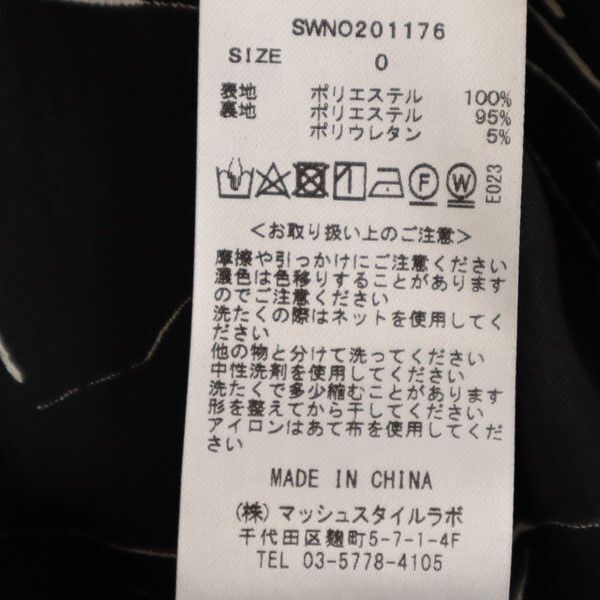 SWNO201176
SIZE 0
表地 ポリエステル 100%
裏地 ポリエステル 95%
ポリウレタン 5%
F W E023
<お取り扱い上のご注意>
摩擦や引っかけにご注意ください
濃色は色移りすることがあります
のでご注意ください
洗たくの際はネットを使用してく
ださい
他の物と分けて洗ってください
中性洗剤を使用してください
洗たくで多少縮むことがあります
形を整えてから干してください
アイロンはあて布を使用してくだ
さい
MADE IN CHINA
(株) マッシュスタイルラボ
千代田区麹町5-7-1-4F
TEL 03-5778-4105